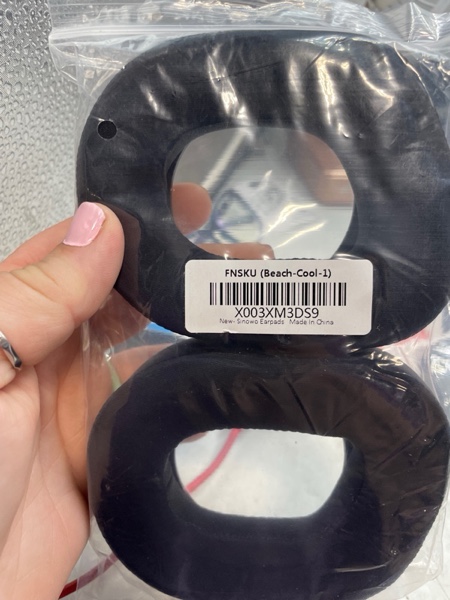 FNSKU (Beach-Cool-1)
X003XM3DS9
New- Sinowo Earpads Made In China